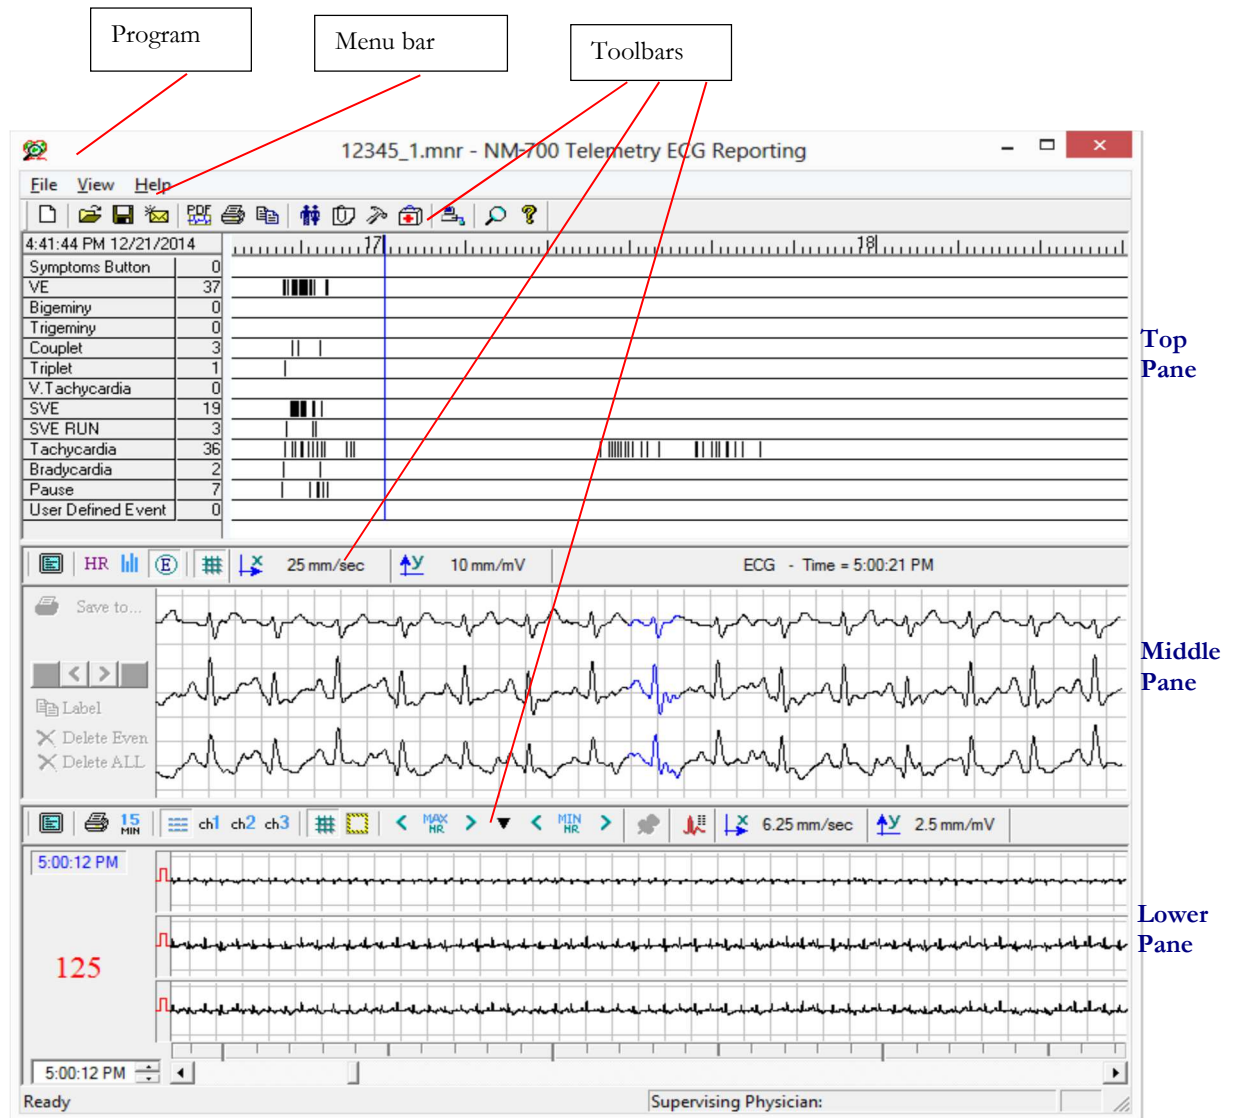 Program
Menu bar
Toolbars
12345_1.mnr - NM-700 Telemetry ECG Reporting
File View Help
PDF
4:41:44 PM 12/21/2014 17 18
Symptoms Button 0
VE 37
Bigeminy 0
Trigeminy 0
Couplet 3
Triplet 1
V.Tachycardia 0
SVE 19
SVE RUN 3
Tachycardia 36
Bradycardia 2
Pause 7
User Defined Event 0
Top
Pane
HR E X 25 mm/sec Y 10 mm/mV ECG - Time = 5:00:21 PM
Save to...
< >
Label
Delete Even
Delete ALL
Middle
Pane
15 MIN ch1 ch2 ch3 < MAX HR > < MIN HR > X 6.25 mm/sec Y 2.5 mm/mV
5:00:12 PM
125
Lower
Pane
5:00:12 PM
Ready Supervising Physician: